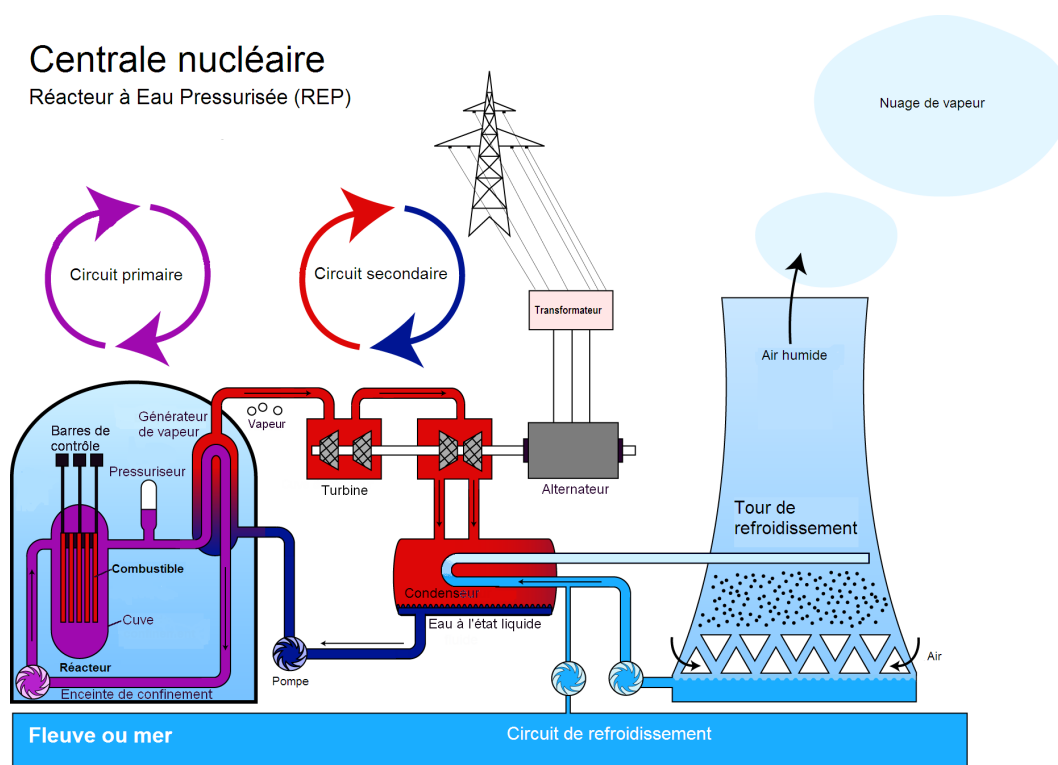 Centrale nucléaire
Réacteur à Eau Pressurisée (REP)
Nuage de vapeur
Circuit primaire
Circuit secondaire
Transformateur
Air humide
Générateur
de vapeur
Vapeur
Barres de
contrôle
Pressuriseur
Turbine
Alternateur
Tour de
refroidissement
Combustible
Condenseur
Cuve
Eau à l'état liquide
Réacteur
Pompe
Air
Enceinte de confinement
Fleuve ou mer
Circuit de refroidissement